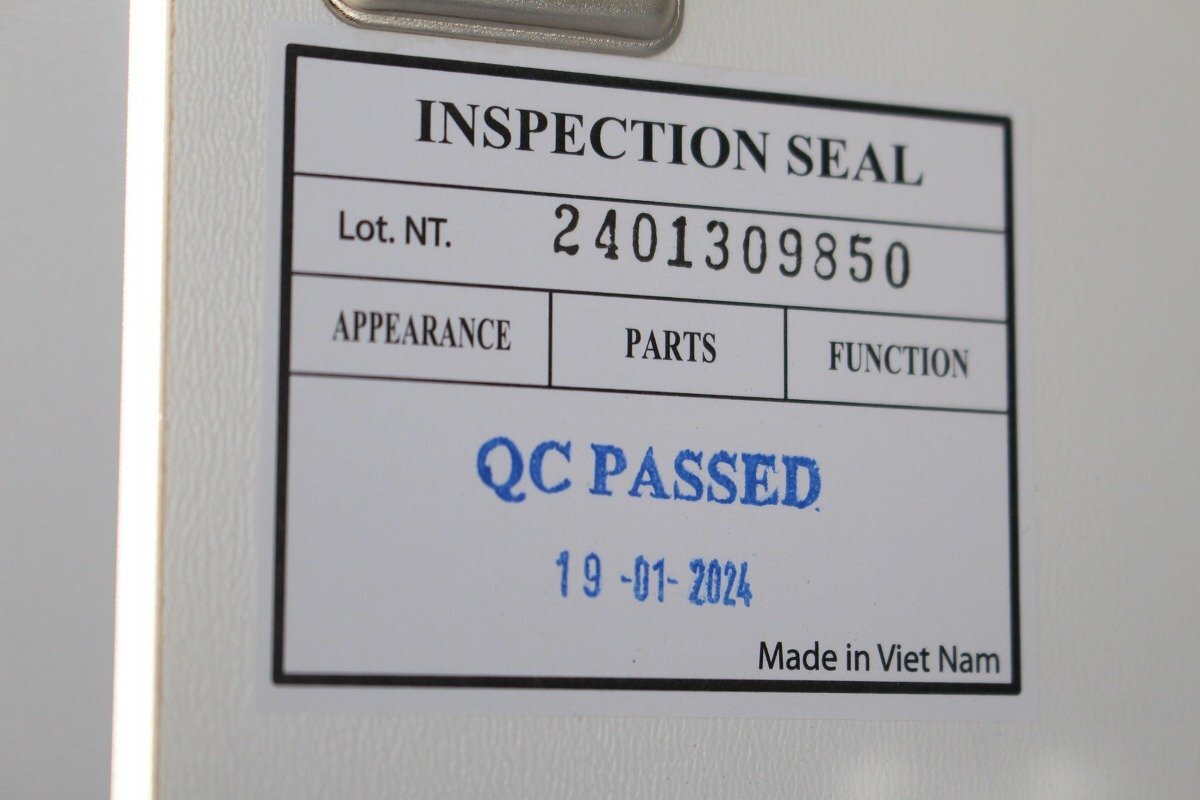 INSPECTION SEAL
Lot. NT. 2401309850
APPEARANCE PARTS FUNCTION
QC PASSED
19 -01- 2024
Made in Viet Nam